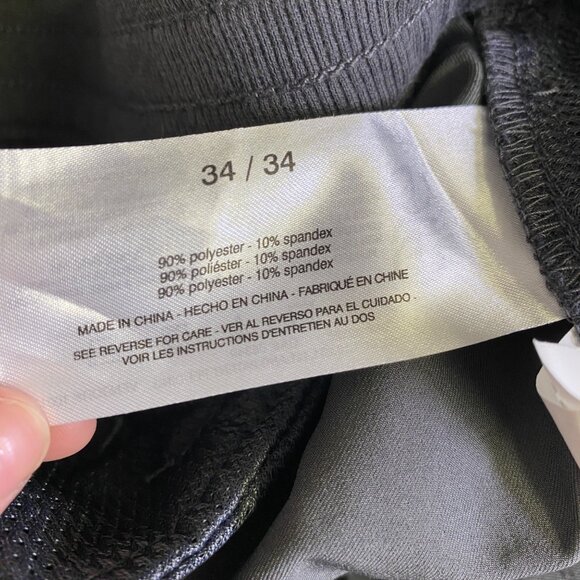 34 / 34
90% polyester - 10% spandex
90% poliéster - 10% spandex
90% polyester - 10% spandex
MADE IN CHINA - HECHO EN CHINA - FABRIQUÉ EN CHINE
SEE REVERSE FOR CARE - VER AL REVERSO PARA EL CUIDADO -
VOIR LES INSTRUCTIONS D'ENTRETIEN AU DOS